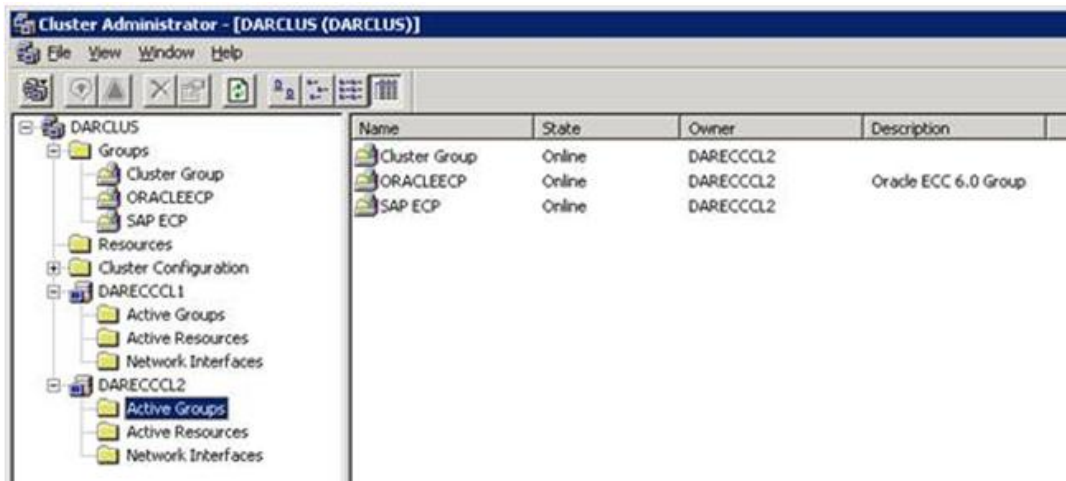 Cluster Administrator - [DARCLUS (DARCLUS)]
File View Window Help
DARCLUS
Groups
Cluster Group
ORACLEECP
SAP ECP
Resources
Cluster Configuration
DARECCCL1
Active Groups
Active Resources
Network Interfaces
DARECCCL2
Active Groups
Active Resources
Network Interfaces
Name State Owner Description
Cluster Group Online DARECCCL2
ORACLEECP Online DARECCCL2 Oracle ECC 6.0 Group
SAP ECP Online DARECCCL2